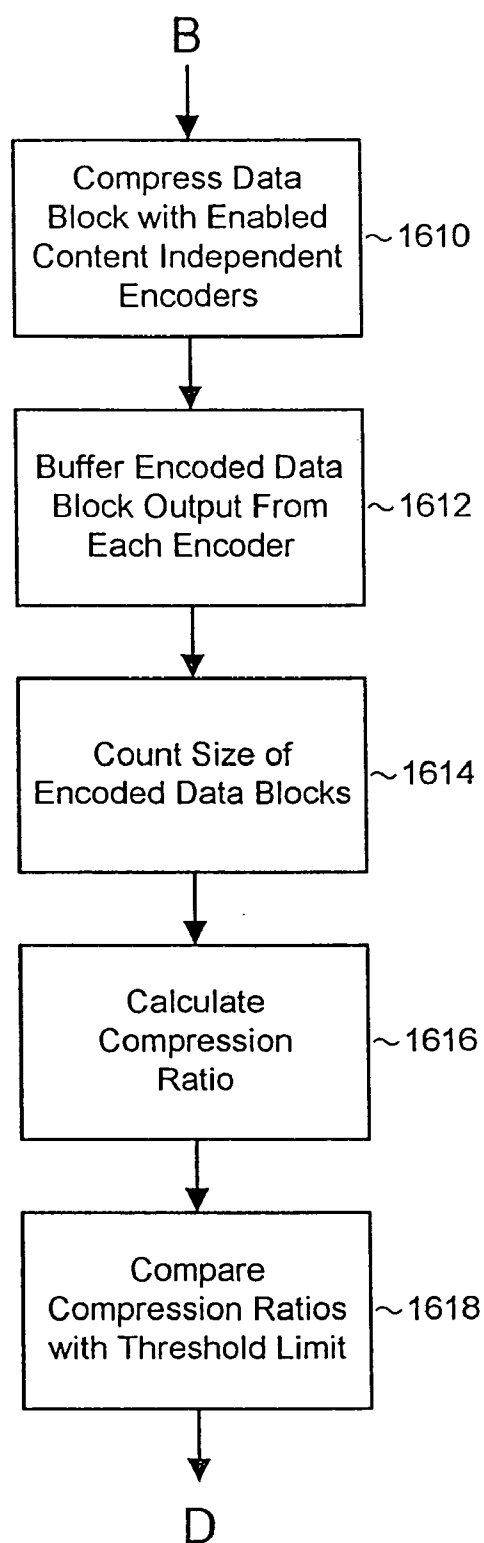 B
Compress Data
Block with Enabled
Content Independent
Encoders
~1610
Buffer Encoded Data
Block Output From
Each Encoder
~1612
Count Size of
Encoded Data Blocks
~1614
Calculate
Compression
Ratio
~1616
Compare
Compression Ratios
with Threshold Limit
~1618
D